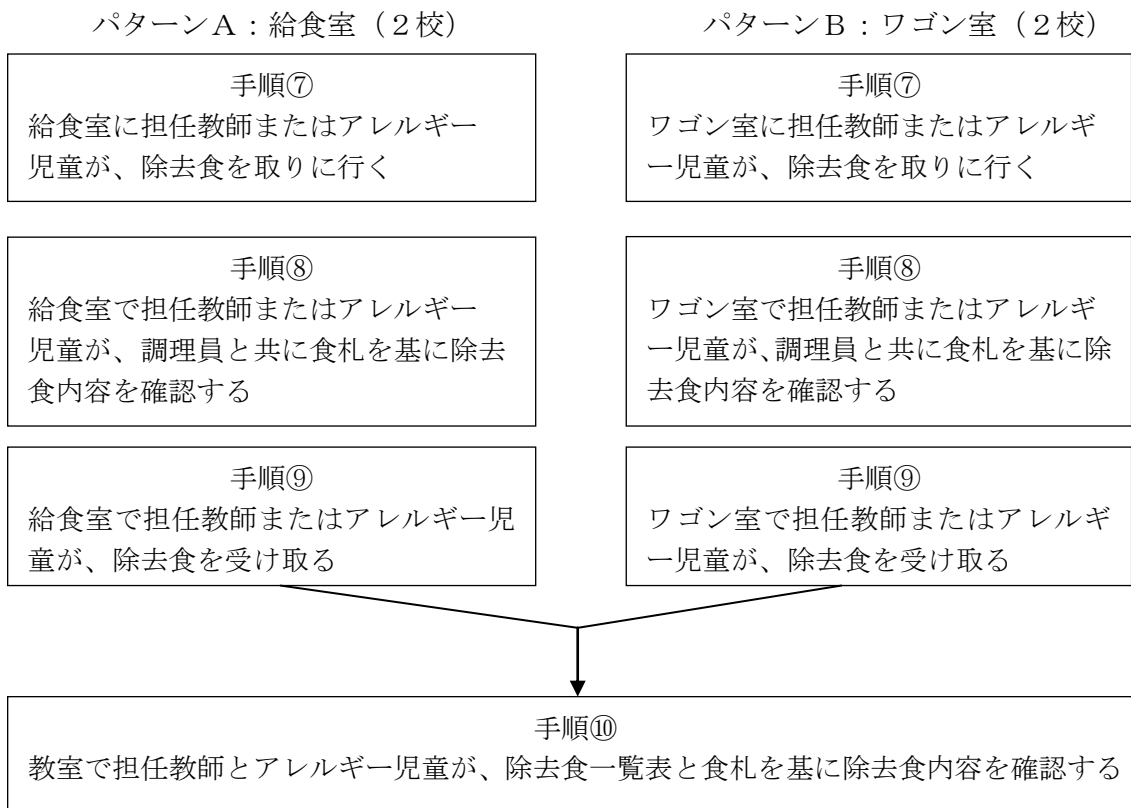 パターンＡ：給食室（２校）
手順⑦
給食室に担任教師またはアレルギー
児童が、除去食を取りに行く
手順⑧
給食室で担任教師またはアレルギー
児童が、調理員と共に食札を基に除去
食内容を確認する
手順⑨
給食室で担任教師またはアレルギー児
童が、除去食を受け取る
パターンＢ：ワゴン室（２校）
手順⑦
ワゴン室に担任教師またはアレルギ
ー児童が、除去食を取りに行く
手順⑧
ワゴン室で担任教師またはアレルギ
ー児童が、調理員と共に食札を基に除
去食内容を確認する
手順⑨
ワゴン室で担任教師またはアレルギ
ー児童が、除去食を受け取る
手順⑩
教室で担任教師とアレルギー児童が、除去食一覧表と食札を基に除去食内容を確認する